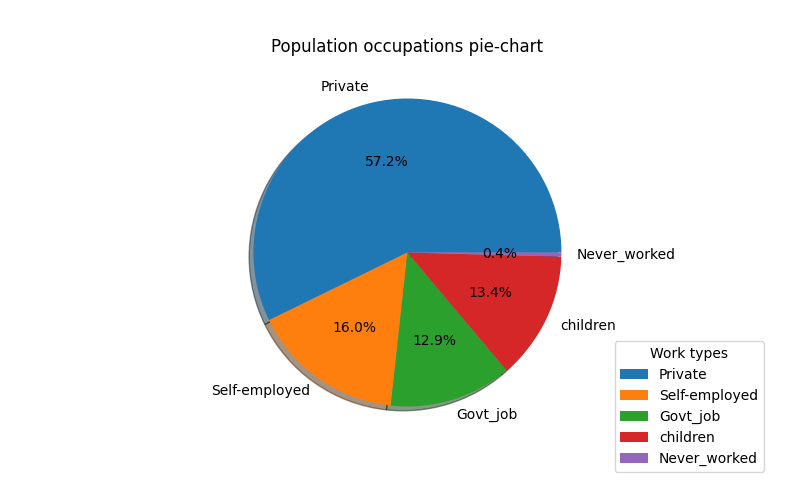 Population occupations pie-chart
Private
57.2%
0.4%
Never_worked
13.4%
16.0%
12.9%
children
Self-employed
Govt_job
Work types
Private
Self-employed
Govt_job
children
Never_worked